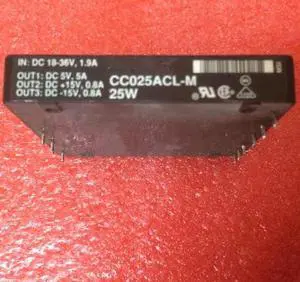 IN: DC 18-36V, 1.9A
OUT1: DC 5V, 5A
OUT2: DC +15V, 0.8A
OUT3: DC -15V, 0.8A
CC025ACL-M
25W